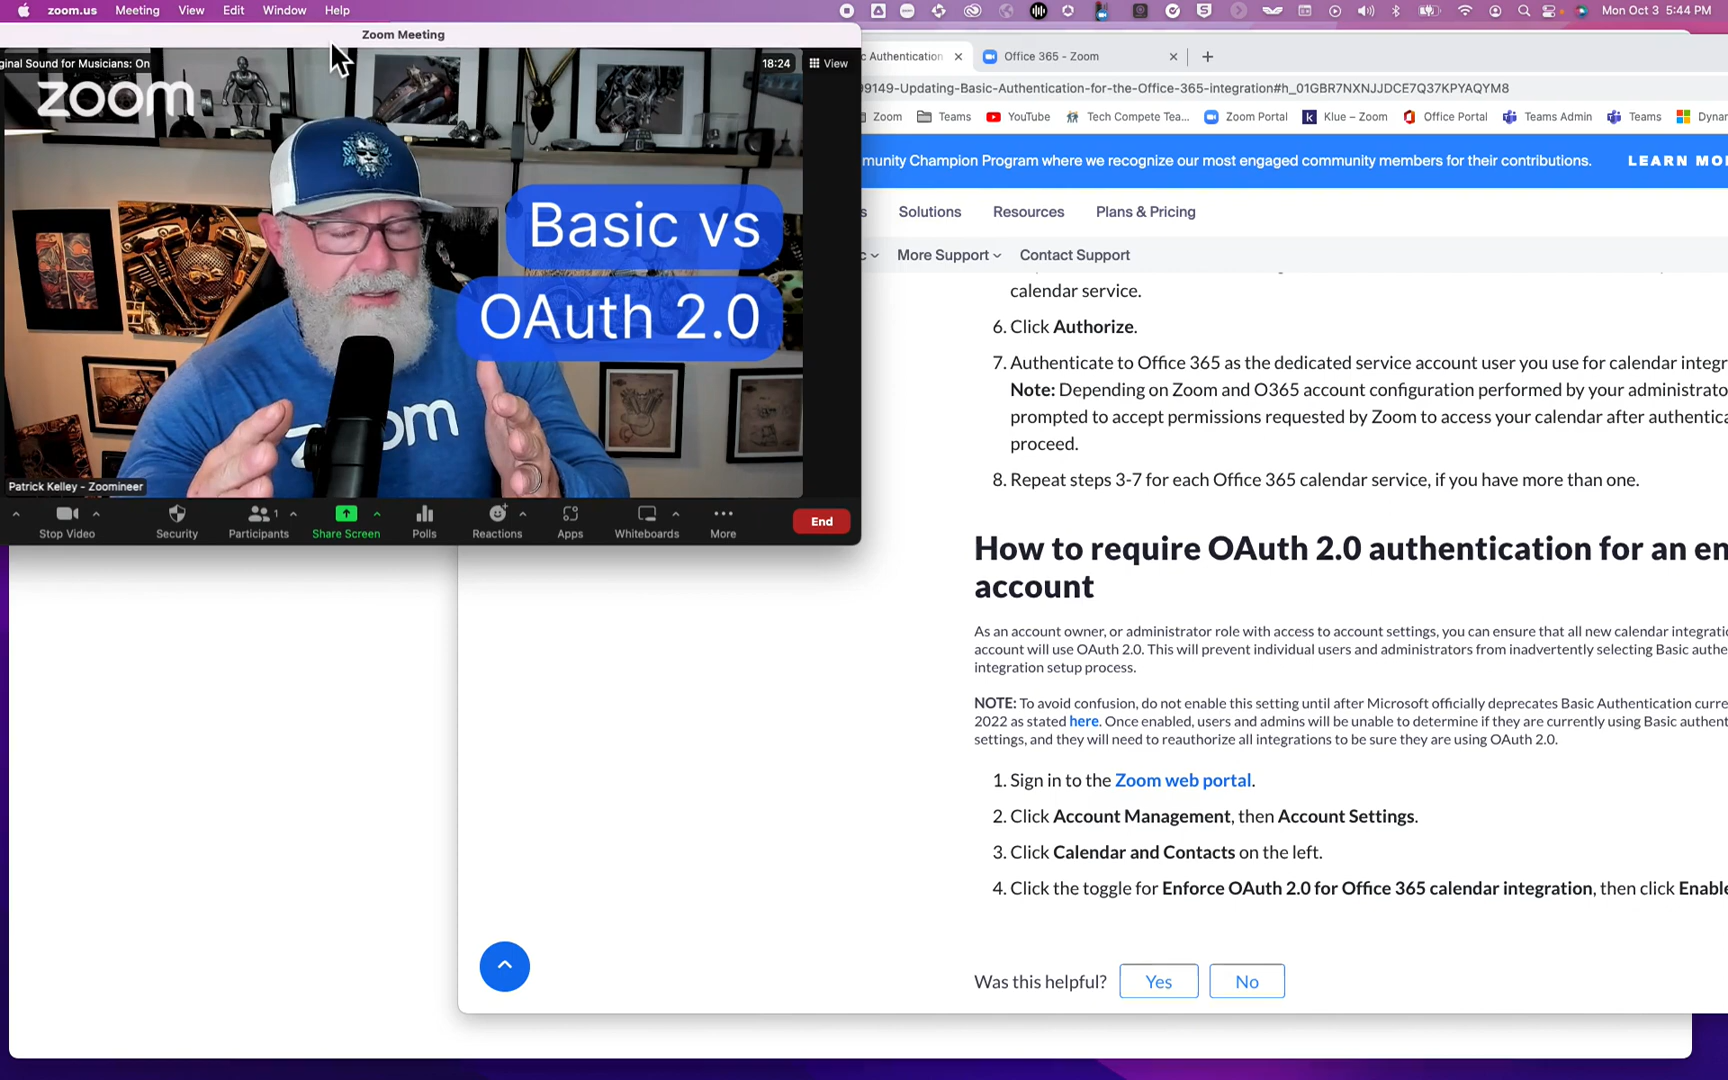 zoom.us Meeting View Edit Window Help
Mon Oct 3 5:44 PM
Zoom Meeting
ginal Sound for Musicians: On
18:24 View
zoom
Basic vs
OAuth 2.0
zoom
Patrick Kelley - Zoomineer
Stop Video Security Participants 1 Share Screen Polls Reactions Apps Whiteboards More End
c Authentication Office 365 - Zoom
99149-Updating-Basic-Authentication-for-the-Office-365-integration#h_01GBR7NXNJJDCE7Q37KPYAQYM8
Zoom Teams YouTube Tech Compete Tea... Zoom Portal Klue – Zoom Office Portal Teams Admin Teams Dynar
munity Champion Program where we recognize our most engaged community members for their contributions. LEARN MO
s Solutions Resources Plans & Pricing
c More Support Contact Support
calendar service.
6. Click Authorize.
7. Authenticate to Office 365 as the dedicated service account user you use for calendar integr
Note: Depending on Zoom and O365 account configuration performed by your administrato
prompted to accept permissions requested by Zoom to access your calendar after authentica
proceed.
8. Repeat steps 3-7 for each Office 365 calendar service, if you have more than one.
How to require OAuth 2.0 authentication for an en
account
As an account owner, or administrator role with access to account settings, you can ensure that all new calendar integratio
account will use OAuth 2.0. This will prevent individual users and administrators from inadvertently selecting Basic authe
integration setup process.
NOTE: To avoid confusion, do not enable this setting until after Microsoft officially deprecates Basic Authentication curre
2022 as stated here. Once enabled, users and admins will be unable to determine if they are currently using Basic authent
settings, and they will need to reauthorize all integrations to be sure they are using OAuth 2.0.
1. Sign in to the Zoom web portal.
2. Click Account Management, then Account Settings.
3. Click Calendar and Contacts on the left.
4. Click the toggle for Enforce OAuth 2.0 for Office 365 calendar integration, then click Enable
Was this helpful? Yes No